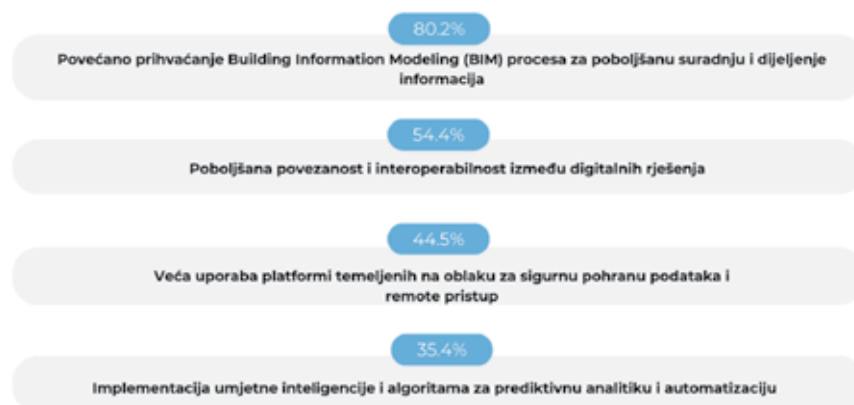 80.2%
Povećano prihvaćanje Building Information Modeling (BIM) procesa za poboljšanu suradnju i dijeljenje
informacija
54.4%
Poboljšana povezanost i interoperabilnost između digitalnih rješenja
44.5%
Veća uporaba platformi temeljenih na oblaku za sigurnu pohranu podataka i
remote pristup
35.4%
Implementacija umjetne inteligencije i algoritama za prediktivnu analitiku i automatizaciju